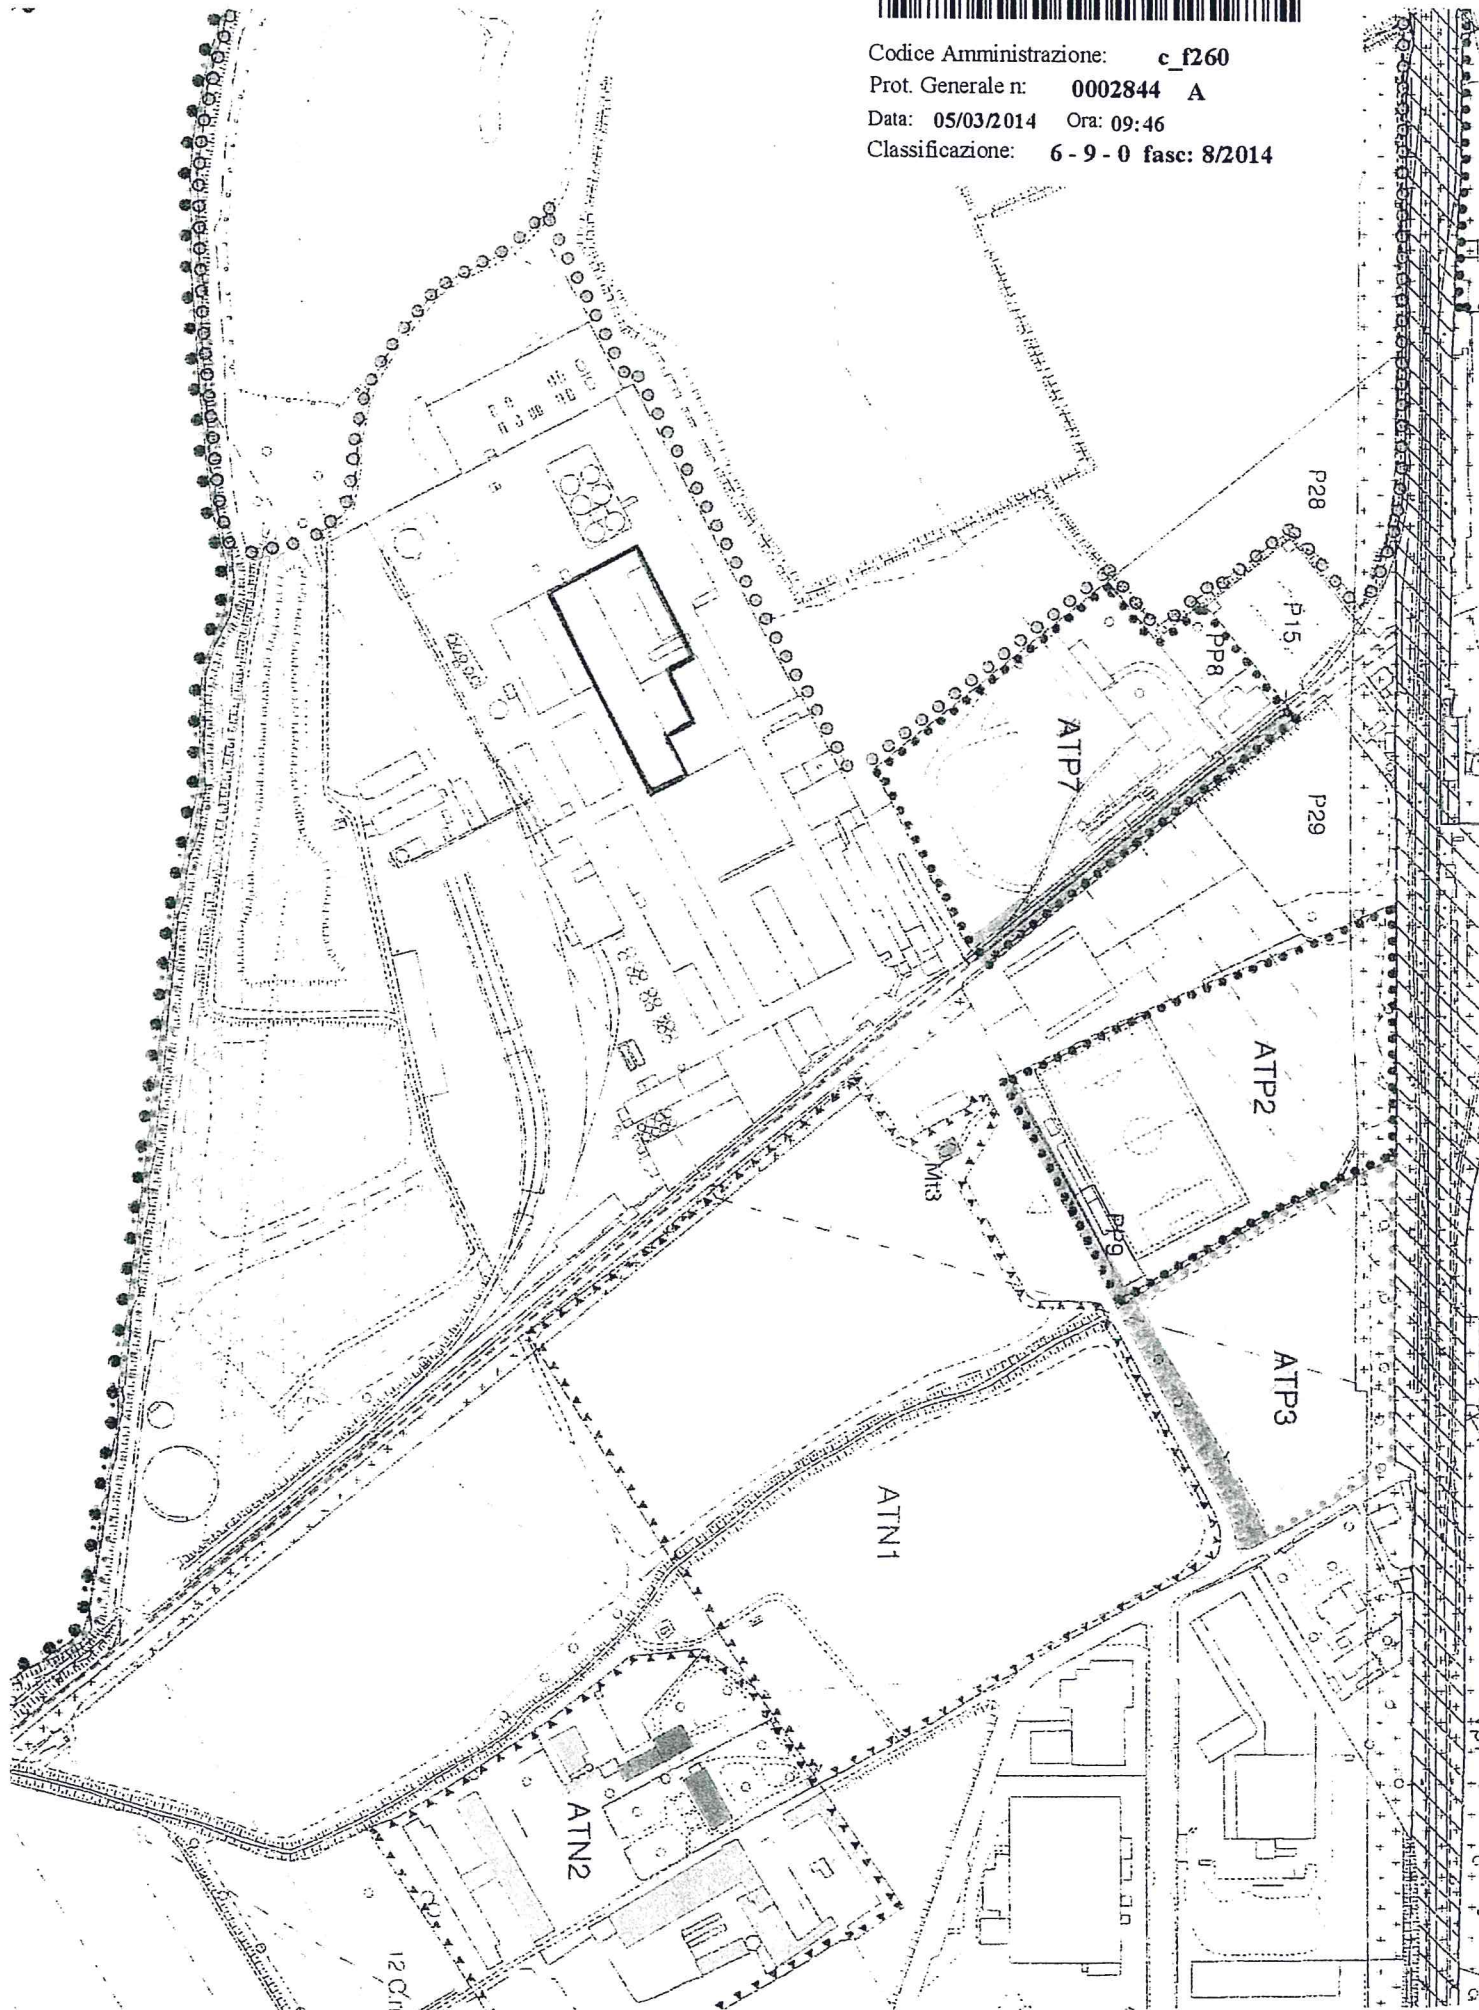 Codice Amministrazione: c_f260
Prot. Generale n: 0002844 A
Data: 05/03/2014 Ora: 09:46
Classificazione: 6 - 9 - 0 fasc: 8/2014
P28
P15
PP8
ATP7
P29
ATP2
Mt3
PP9
ATP3
ATN1
ATN2